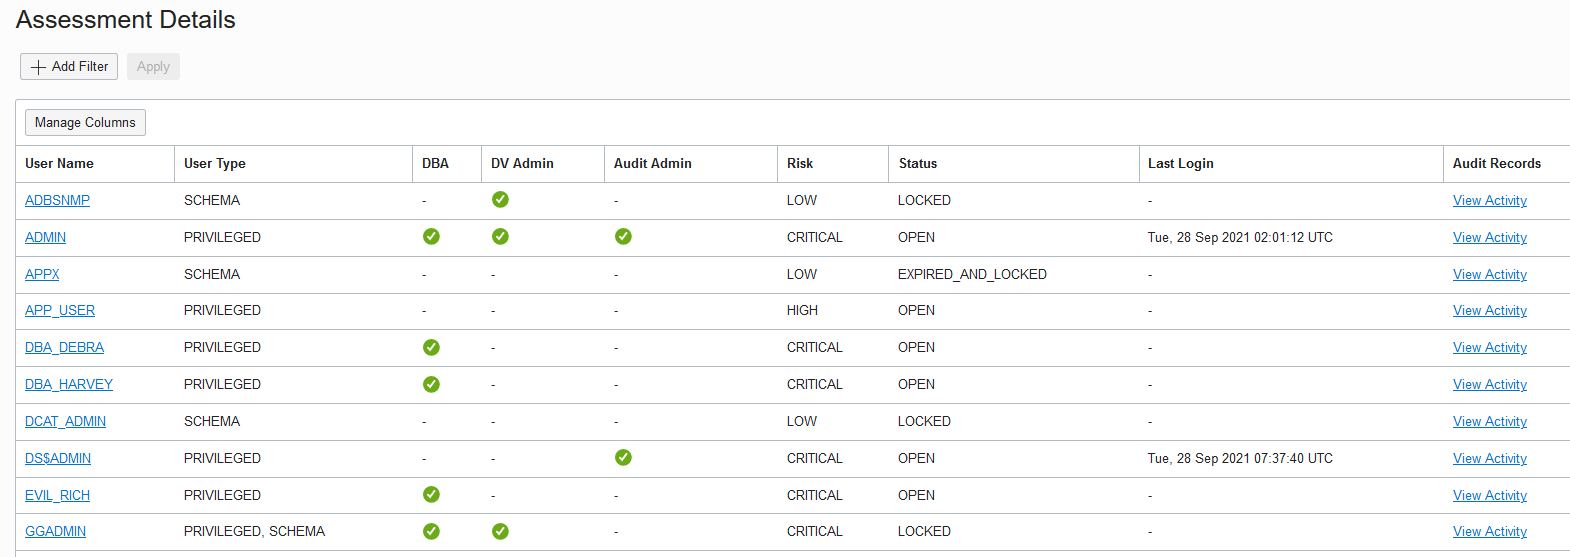 Assessment Details
Add Filter Apply
Manage Columns
User Name User Type DBA DV Admin Audit Admin Risk Status Last Login Audit Records
ADBSNMP SCHEMA - - LOW LOCKED - View Activity
ADMIN PRIVILEGED CRITICAL OPEN Tue, 28 Sep 2021 02:01:12 UTC View Activity
APPX SCHEMA - - - LOW EXPIRED_AND_LOCKED - View Activity
APP_USER PRIVILEGED - - - HIGH OPEN - View Activity
DBA_DEBRA PRIVILEGED - - CRITICAL OPEN - View Activity
DBA_HARVEY PRIVILEGED - - CRITICAL OPEN - View Activity
DCAT_ADMIN SCHEMA - - - LOW LOCKED - View Activity
DS$ADMIN PRIVILEGED - - CRITICAL OPEN Tue, 28 Sep 2021 07:37:40 UTC View Activity
EVIL_RICH PRIVILEGED - - CRITICAL OPEN - View Activity
GGADMIN PRIVILEGED, SCHEMA - CRITICAL LOCKED - View Activity